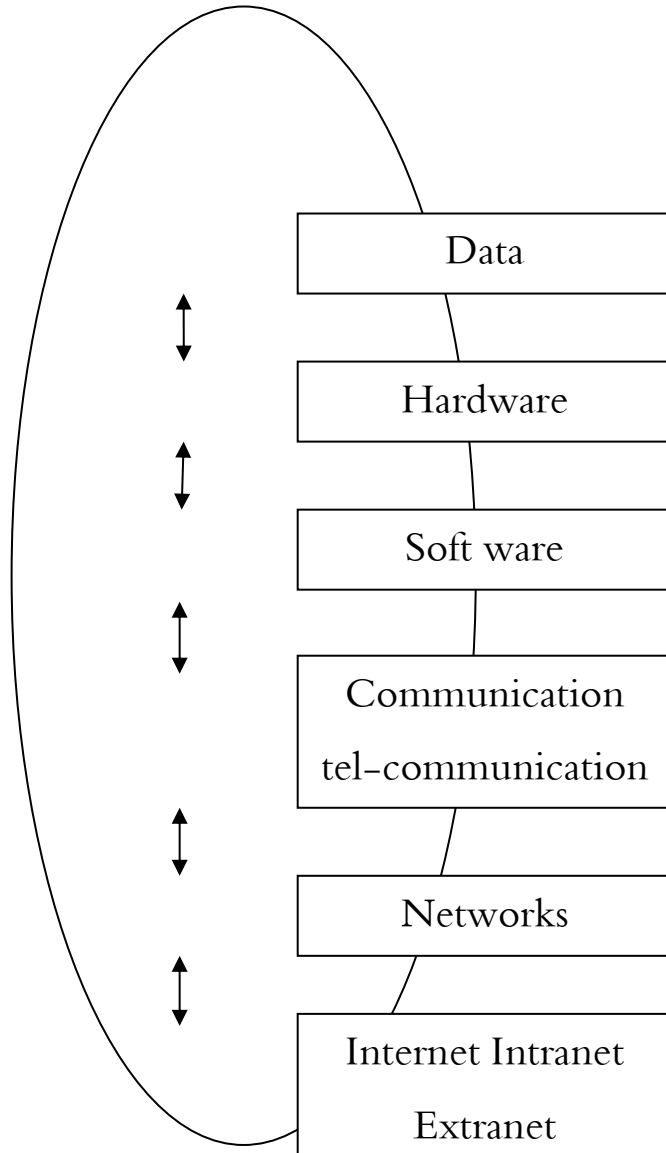 Data
Hardware
Soft ware
Communication
tel-communication
Networks
Internet Intranet
Extranet